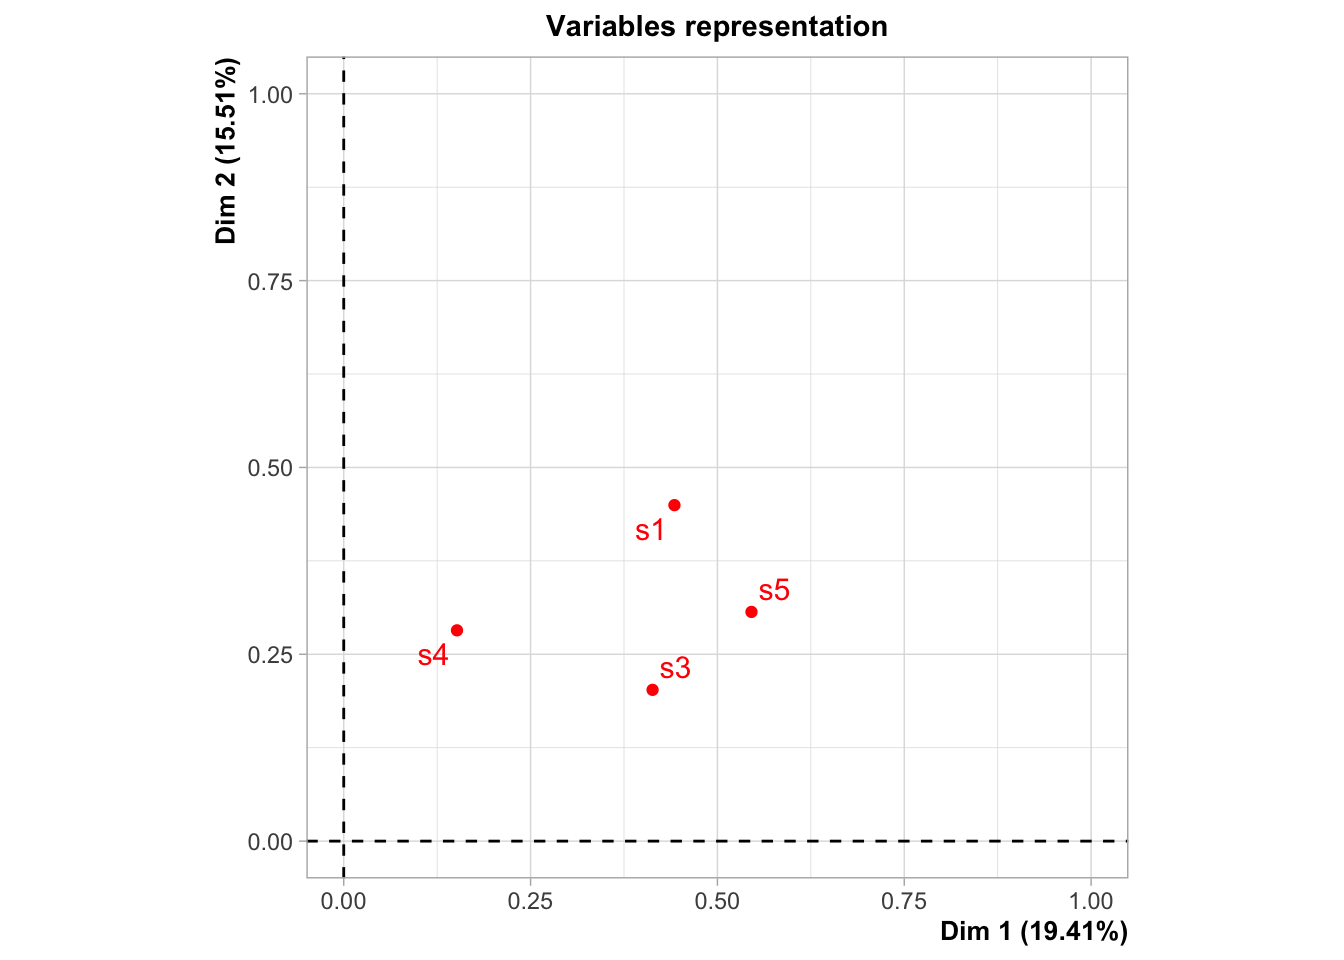 Variables representation
Dim 2 (15.51%)
1.00
0.75
0.50
0.25
0.00
s1
s5
s4
s3
0.00 0.25 0.50 0.75 1.00
Dim 1 (19.41%)